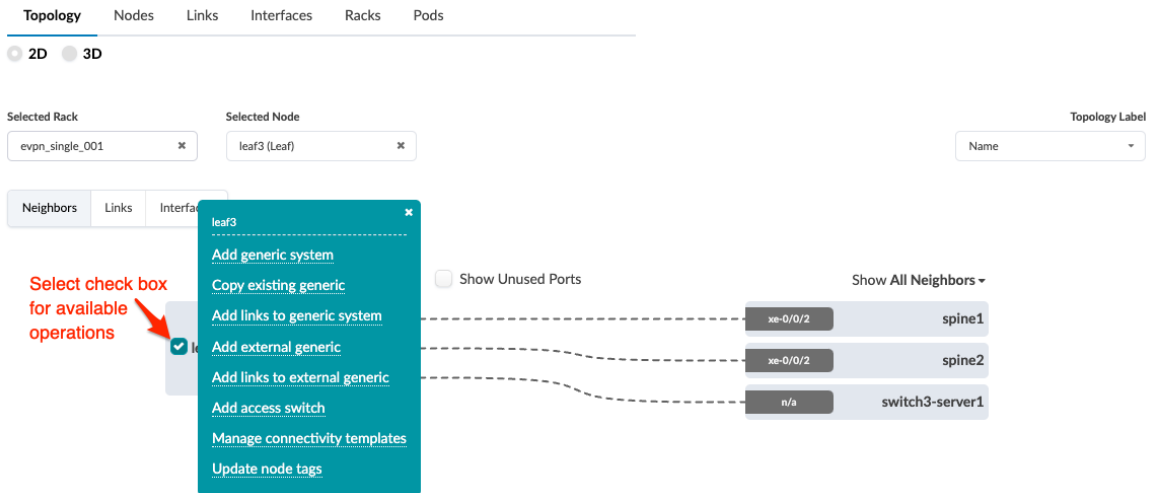 Topology Nodes Links Interfaces Racks Pods
2D 3D
Selected Rack Selected Node Topology Label
evpn_single_001 leaf3 (Leaf) Name
Neighbors Links
leaf3
Add generic system
Copy existing generic
Add links to generic system
Add external generic
Add links to external generic
Add access switch
Manage connectivity templates
Update node tags
Select check box
for available
operations
Show Unused Ports Show All Neighbors
xe-0/0/2 spine1
xe-0/0/2 spine2
n/a switch3-server1